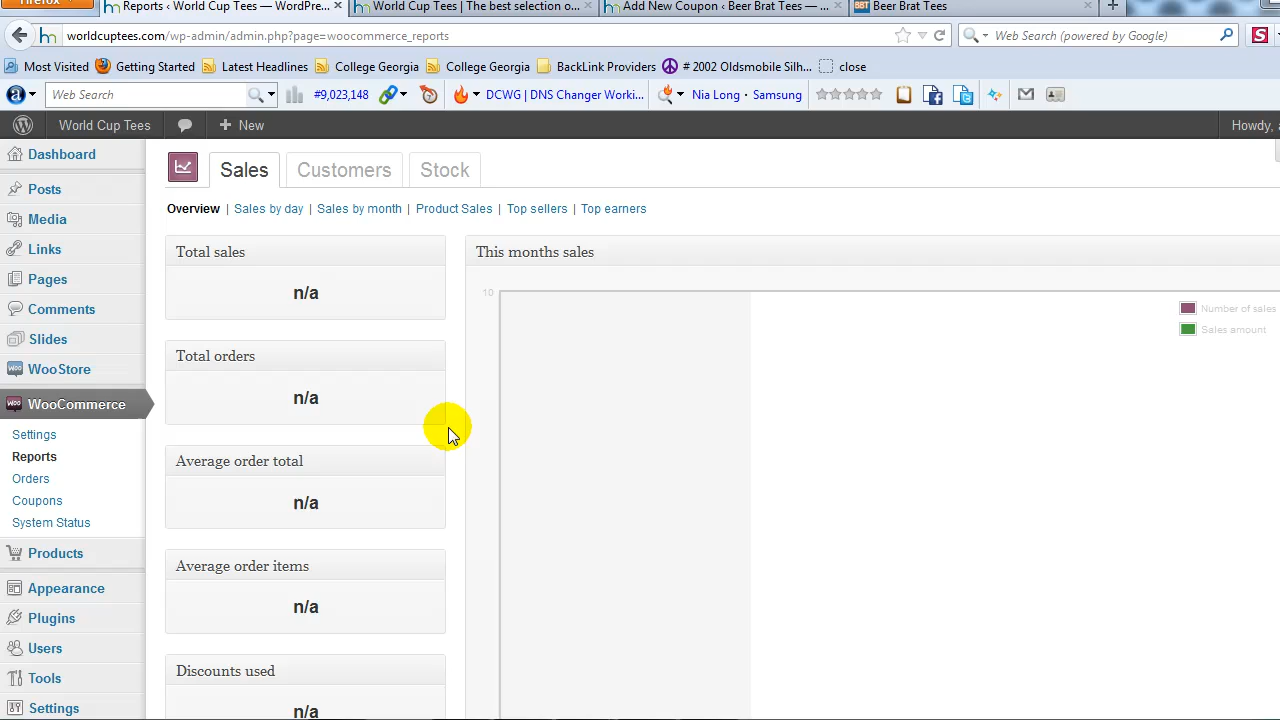 Firefox
Reports ‹ World Cup Tees — WordPre...
World Cup Tees | The best selection o...
Add New Coupon ‹ Beer Brat Tees — ...
BBT Beer Brat Tees
worldcuptees.com/wp-admin/admin.php?page=woocommerce_reports
Web Search (powered by Google)
Most Visited
Getting Started
Latest Headlines
College Georgia
College Georgia
BackLink Providers
# 2002 Oldsmobile Silhu...
close
Web Search
#9,023,148
DCWG | DNS Changer Worki...
Nia Long · Samsung
World Cup Tees
New
Howdy,
Dashboard
Posts
Media
Links
Pages
Comments
Slides
WooStore
WooCommerce
Settings
Reports
Orders
Coupons
System Status
Products
Appearance
Plugins
Users
Tools
Settings
Sales
Customers
Stock
Overview | Sales by day | Sales by month | Product Sales | Top sellers | Top earners
Total sales
n/a
Total orders
n/a
Average order total
n/a
Average order items
n/a
Discounts used
n/a
This months sales
10
Number of sales
Sales amount